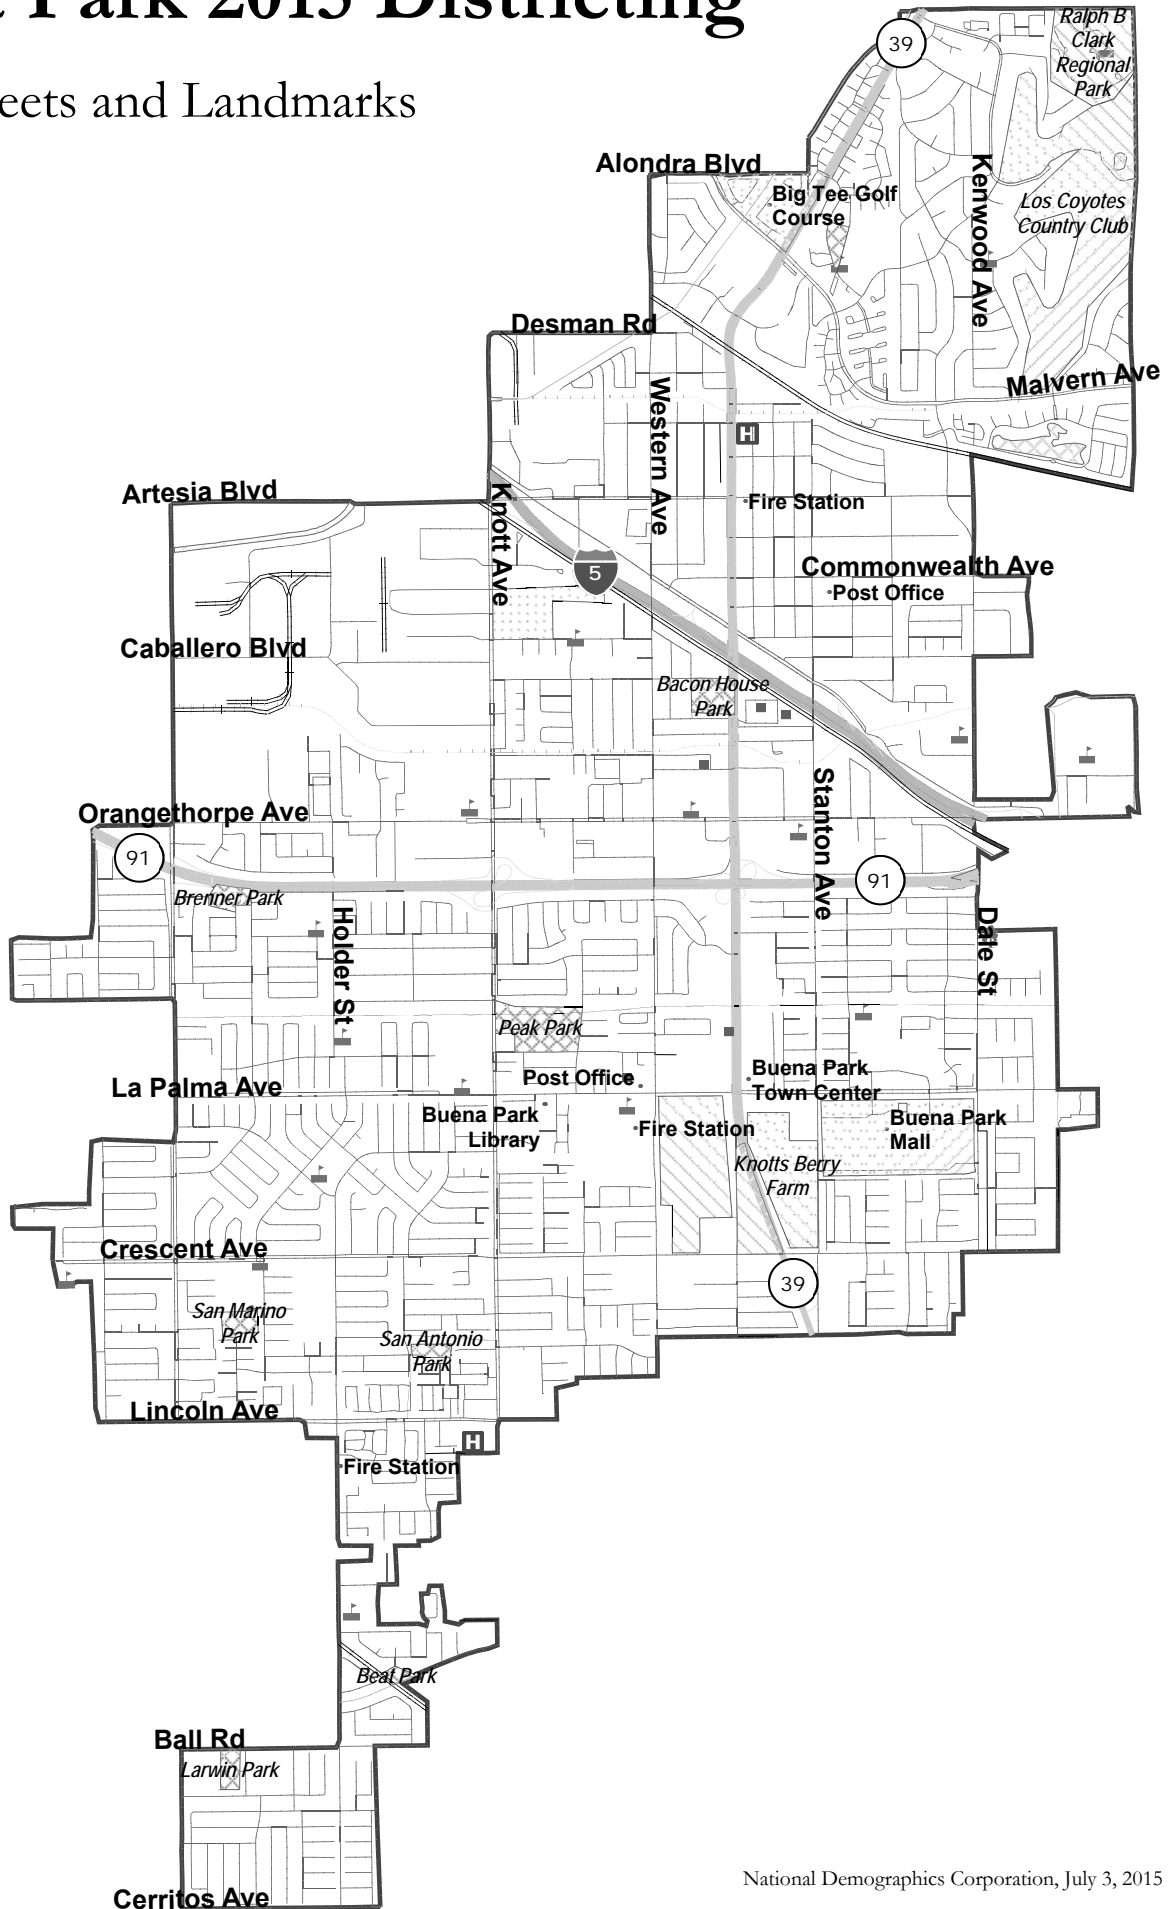 Park 2015 Districting
eets and Landmarks
Ralph B
Clark
Regional
Park
39
Alondra Blvd
Big Tee Golf
Course
Kenwood Ave
Los Coyotes
Country Club
Desman Rd
Malvern Ave
Western Ave
H
Artesia Blvd
Knott Ave
Fire Station
5
Commonwealth Ave
Post Office
Caballero Blvd
Bacon House
Park
Stanton Ave
Orangethorpe Ave
91
91
Brenner Park
Holder St
Dale St
Peak Park
La Palma Ave
Post Office
Buena Park
Town Center
Buena Park
Library
Fire Station
Buena Park
Mall
Knotts Berry
Farm
Crescent Ave
39
San Marino
Park
San Antonio
Park
Lincoln Ave
H
Fire Station
Beat Park
Ball Rd
Larwin Park
Cerritos Ave
National Demographics Corporation, July 3, 2015